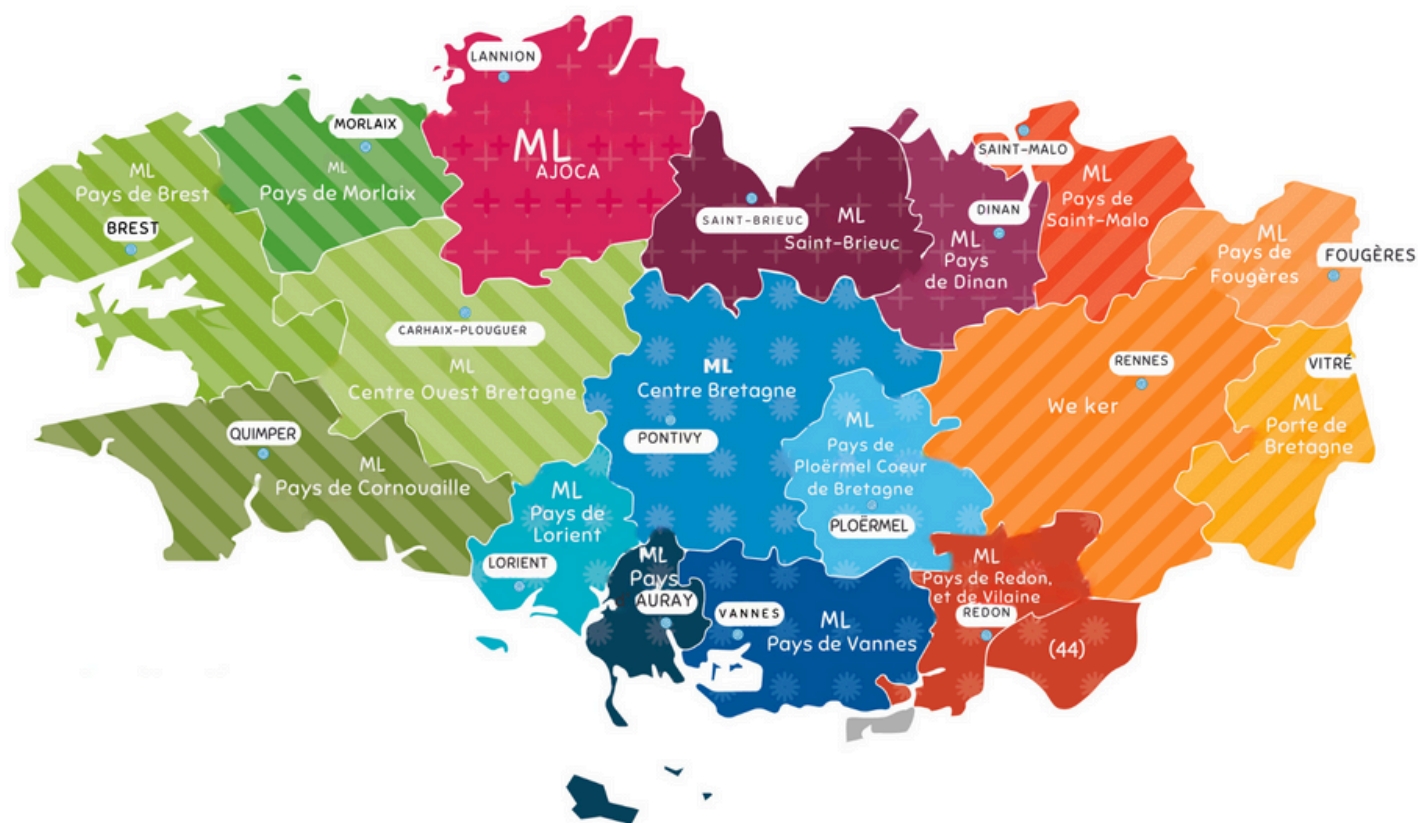 LANNION
ML
AJOCA
MORLAIX
ML
Pays de Morlaix
ML
Pays de Brest
BREST
SAINT-BRIEUC
ML
Saint-Brieuc
DINAN
ML
Pays
de Dinan
SAINT-MALO
ML
Pays de
Saint-Malo
ML
Pays de
Fougères
FOUGÈRES
CARHAIX-PLOUGUER
ML
Centre Ouest Bretagne
ML
Centre Bretagne
PONTIVY
ML
Pays de
Ploërmel Coeur
de Bretagne
PLOËRMEL
RENNES
We ker
VITRÉ
ML
Porte de
Bretagne
QUIMPER
ML
Pays de Cornouaille
ML
Pays de
Lorient
LORIENT
ML
Pays
AURAY
VANNES
ML
Pays de Vannes
ML
Pays de Redon,
et de Vilaine
REDON
(44)